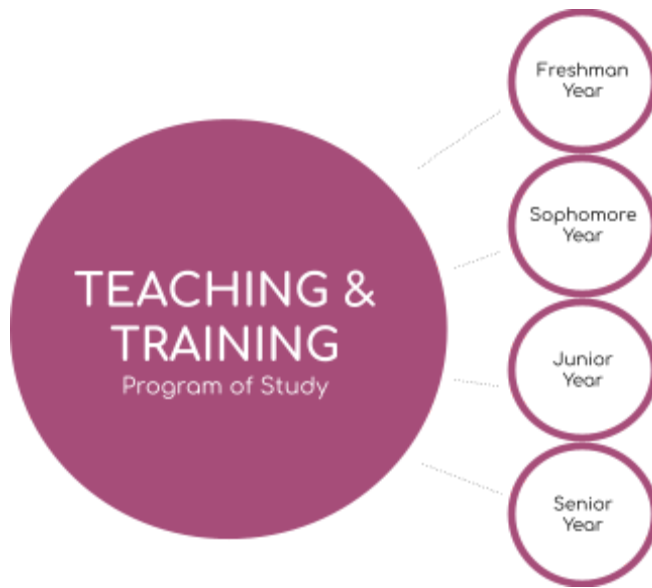 TEACHING &
TRAINING
Program of Study
Freshman
Year
Sophomore
Year
Junior
Year
Senior
Year